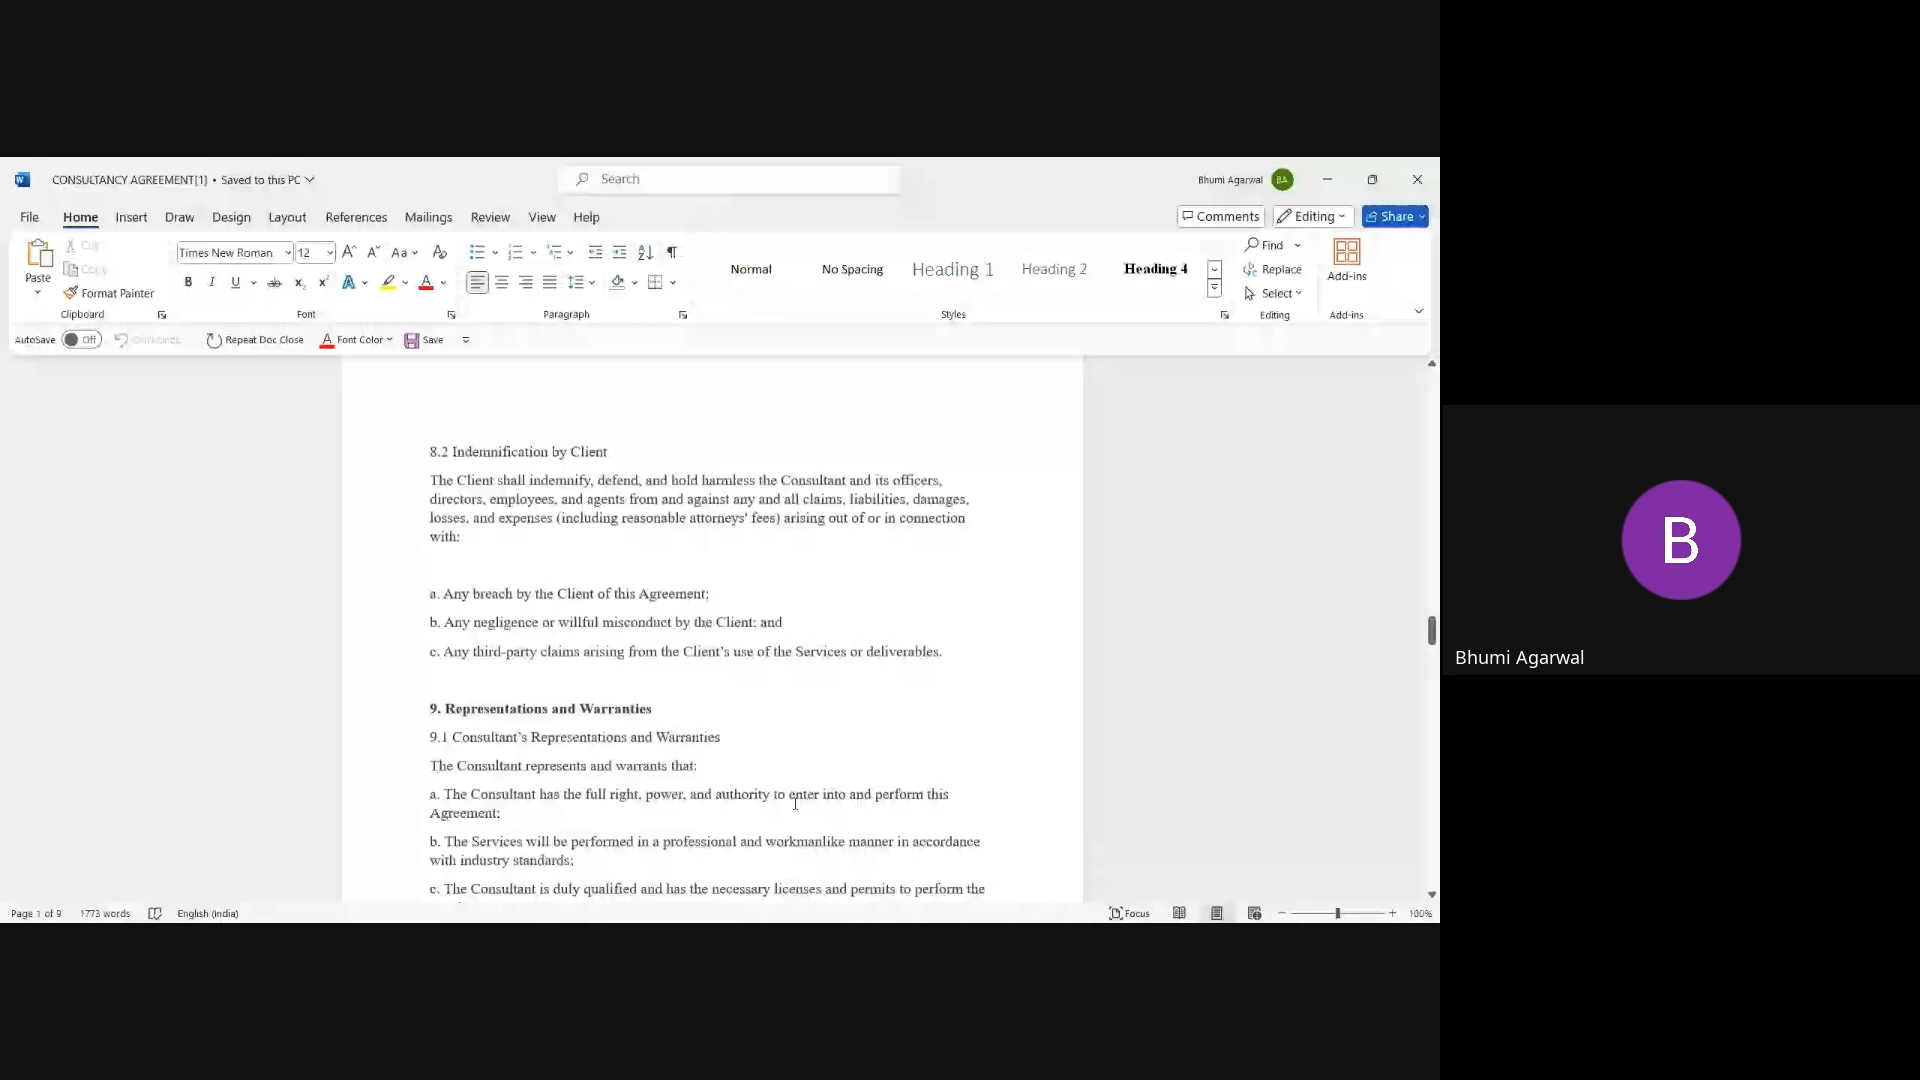 CONSULTANCY AGREEMENT[1] • Saved to this PC
Search
Bhumi Agarwal
BA
File Home Insert Draw Design Layout References Mailings Review View Help
Comments
Editing
Share
Paste
Cut
Copy
Format Painter
Clipboard
Times New Roman
12
Font
Paragraph
Normal
No Spacing
Heading 1
Heading 2
Heading 4
Styles
Find
Replace
Select
Editing
Add-ins
Add-ins
AutoSave Off
Repeat Doc Close
Font Color
Save
8.2 Indemnification by Client
The Client shall indemnify, defend, and hold harmless the Consultant and its officers,
directors, employees, and agents from and against any and all claims, liabilities, damages,
losses, and expenses (including reasonable attorneys' fees) arising out of or in connection
with:
a. Any breach by the Client of this Agreement;
b. Any negligence or willful misconduct by the Client; and
c. Any third-party claims arising from the Client's use of the Services or deliverables.
9. Representations and Warranties
9.1 Consultant's Representations and Warranties
The Consultant represents and warrants that:
a. The Consultant has the full right, power, and authority to enter into and perform this
Agreement;
b. The Services will be performed in a professional and workmanlike manner in accordance
with industry standards;
c. The Consultant is duly qualified and has the necessary licenses and permits to perform the
Page 1 of 9
1773 words
English (India)
Focus
100%
B
Bhumi Agarwal